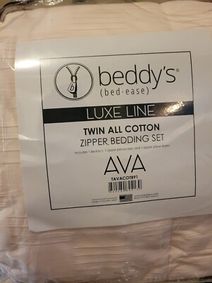 beddy's®
(bed·ease)
LUXE LINE
TWIN ALL COTTON
ZIPPER BEDDING SET
AVA